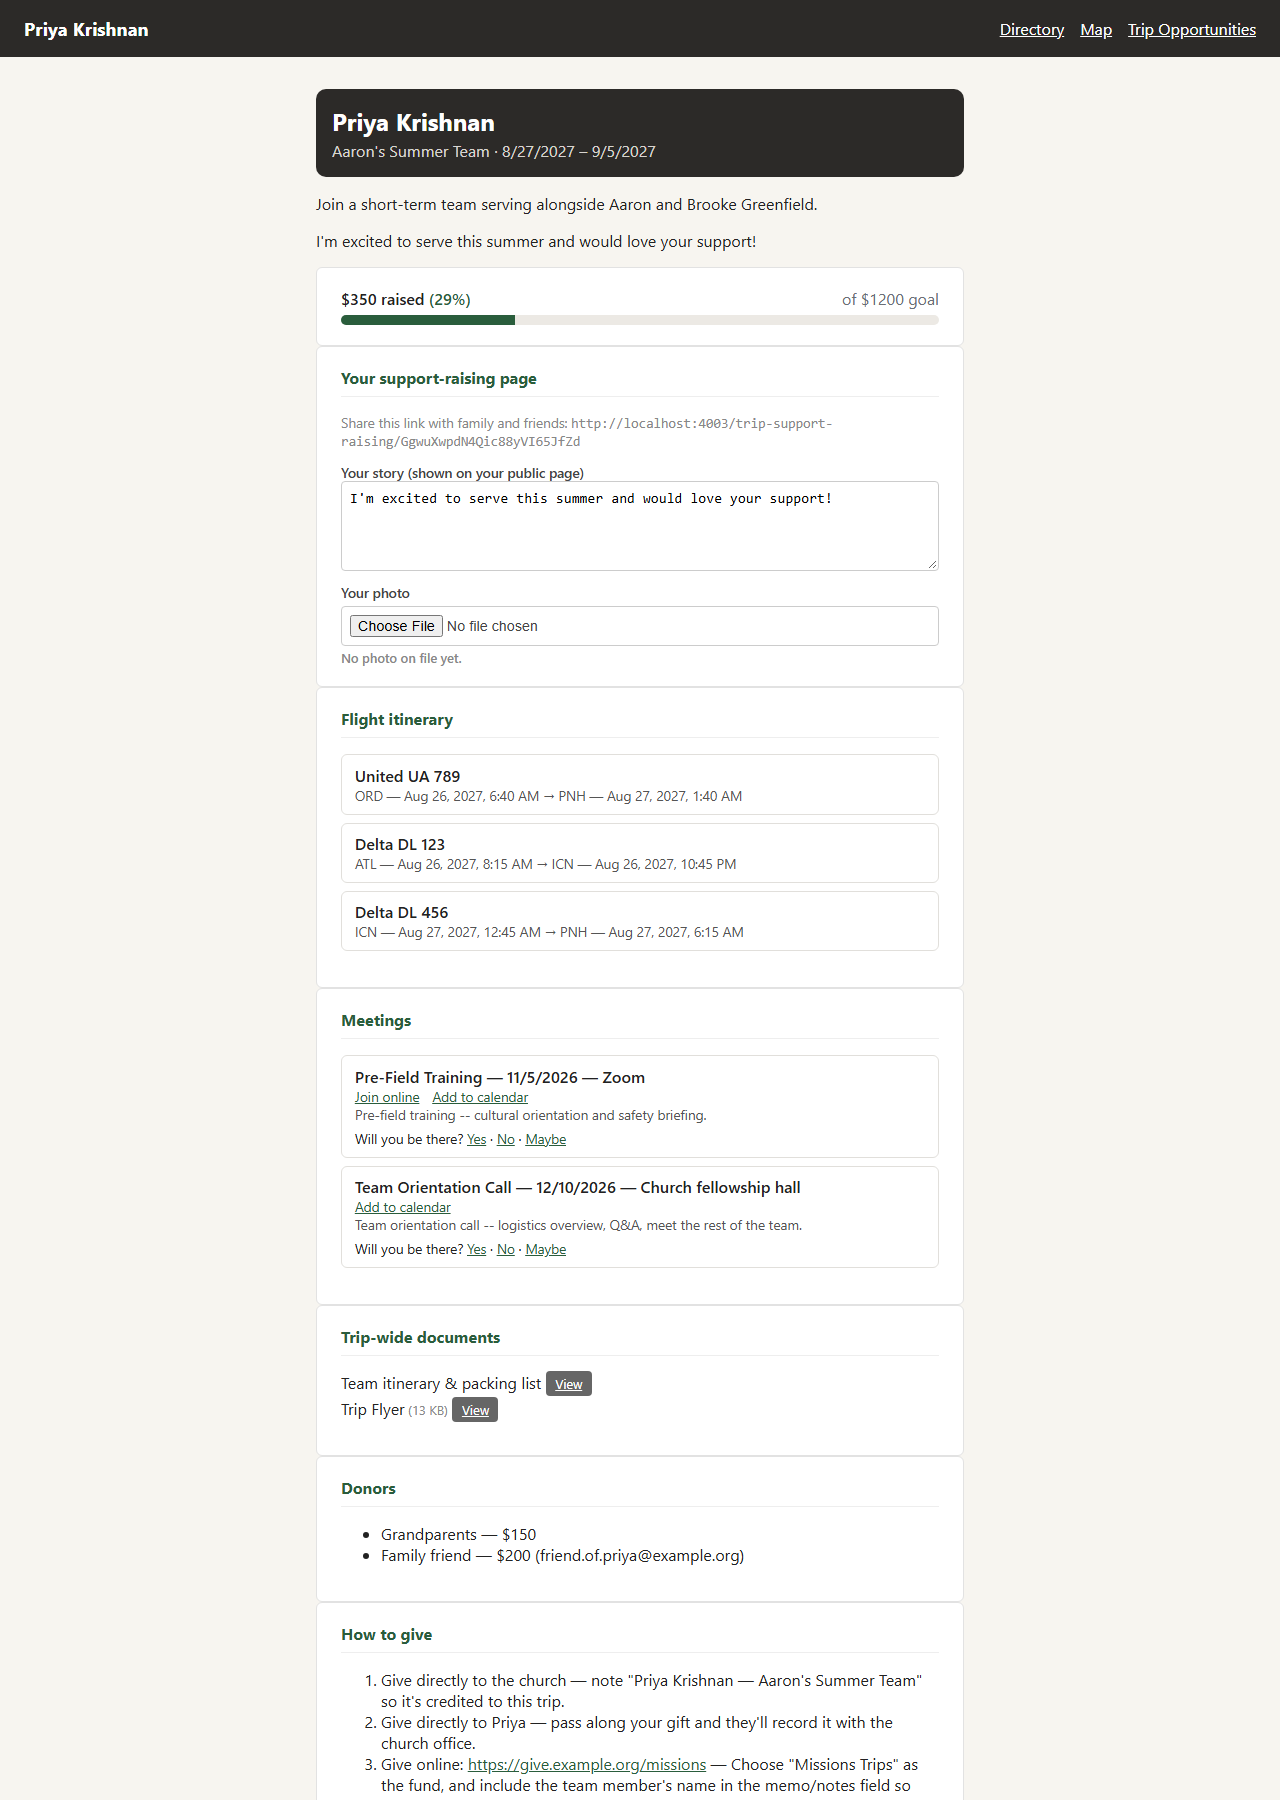 Priya Krishnan
Directory Map Trip Opportunities
Priya Krishnan
Aaron's Summer Team · 8/27/2027 – 9/5/2027
Join a short-term team serving alongside Aaron and Brooke Greenfield.
I'm excited to serve this summer and would love your support!
$350 raised (29%) of $1200 goal
Your support-raising page
Share this link with family and friends: http://localhost:4003/trip-support-
raising/GgwuXwpdN4Qic88yVI65JfZd
Your story (shown on your public page)
I'm excited to serve this summer and would love your support!
Your photo
Choose File No file chosen
No photo on file yet.
Flight itinerary
United UA 789
ORD — Aug 26, 2027, 6:40 AM → PNH — Aug 27, 2027, 1:40 AM
Delta DL 123
ATL — Aug 26, 2027, 8:15 AM → ICN — Aug 26, 2027, 10:45 PM
Delta DL 456
ICN — Aug 27, 2027, 12:45 AM → PNH — Aug 27, 2027, 6:15 AM
Meetings
Pre-Field Training — 11/5/2026 — Zoom
Join online Add to calendar
Pre-field training -- cultural orientation and safety briefing.
Will you be there? Yes · No · Maybe
Team Orientation Call — 12/10/2026 — Church fellowship hall
Add to calendar
Team orientation call -- logistics overview, Q&A, meet the rest of the team.
Will you be there? Yes · No · Maybe
Trip-wide documents
Team itinerary & packing list View
Trip Flyer (13 KB) View
Donors
Grandparents — $150
Family friend — $200 (friend.of.priya@example.org)
How to give
1. Give directly to the church — note "Priya Krishnan — Aaron's Summer Team"
so it's credited to this trip.
2. Give directly to Priya — pass along your gift and they'll record it with the
church office.
3. Give online: https://give.example.org/missions — Choose "Missions Trips" as
the fund, and include the team member's name in the memo/notes field so